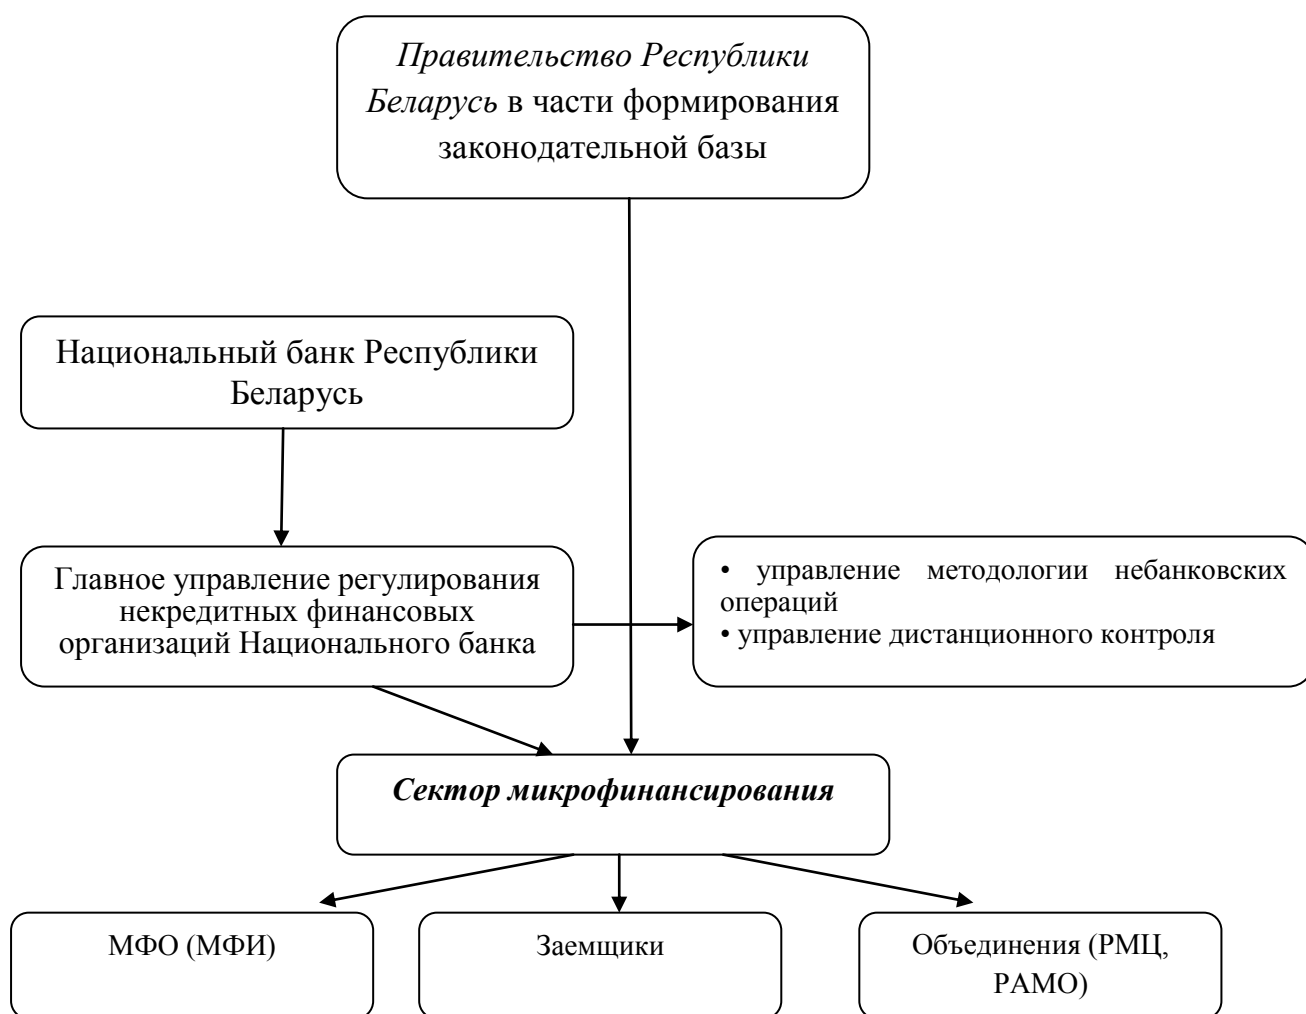 Правительство Республики
Беларусь в части формирования
законодательной базы
Национальный банк Республики
Беларусь
Главное управление регулирования
некредитных финансовых
организаций Национального банка
• управление методологии небанковских
операций
• управление дистанционного контроля
Сектор микрофинансирования
МФО (МФИ)
Заемщики
Объединения (РМЦ,
РАМО)